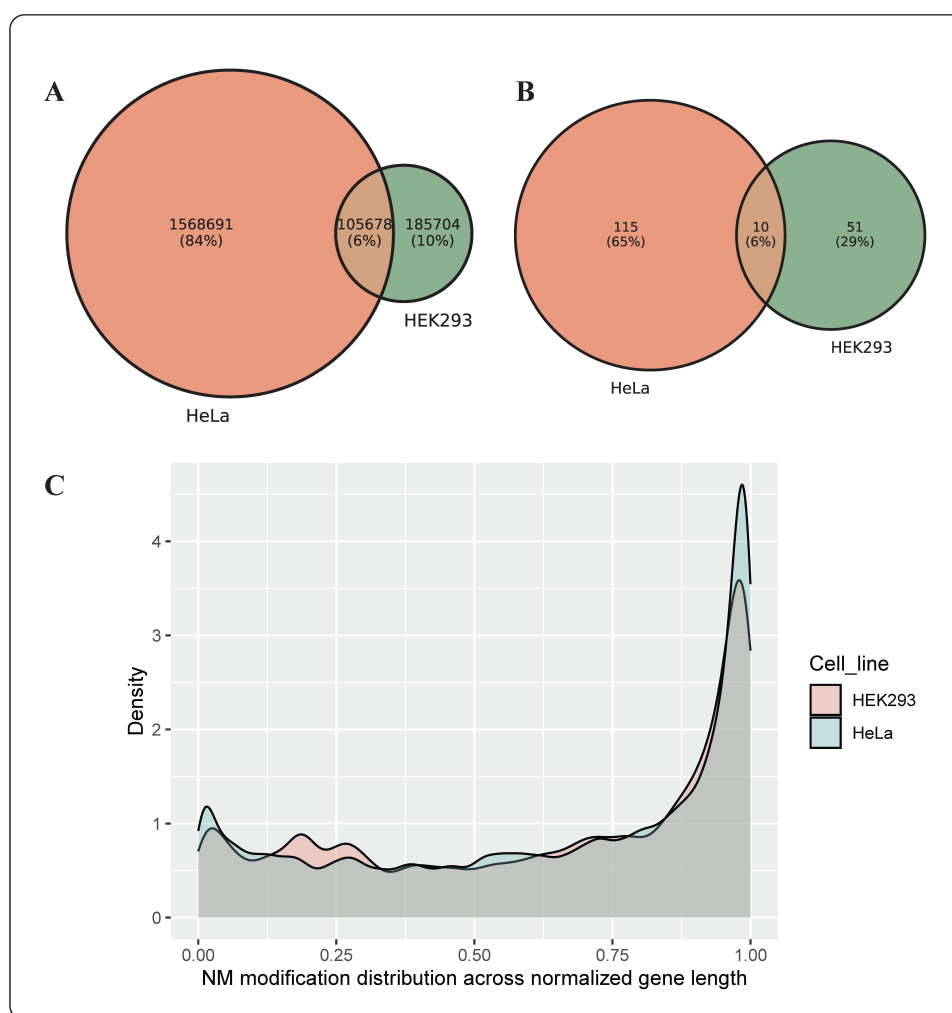 A
1568691
(84%)
105678
(6%)
185704
(10%)
HEK293
HeLa
B
115
(65%)
10
(6%)
51
(29%)
HEK293
HeLa
C
Density
4
3
2
1
0
0.00 0.25 0.50 0.75 1.00
NM modification distribution across normalized gene length
Cell_line
HEK293
HeLa